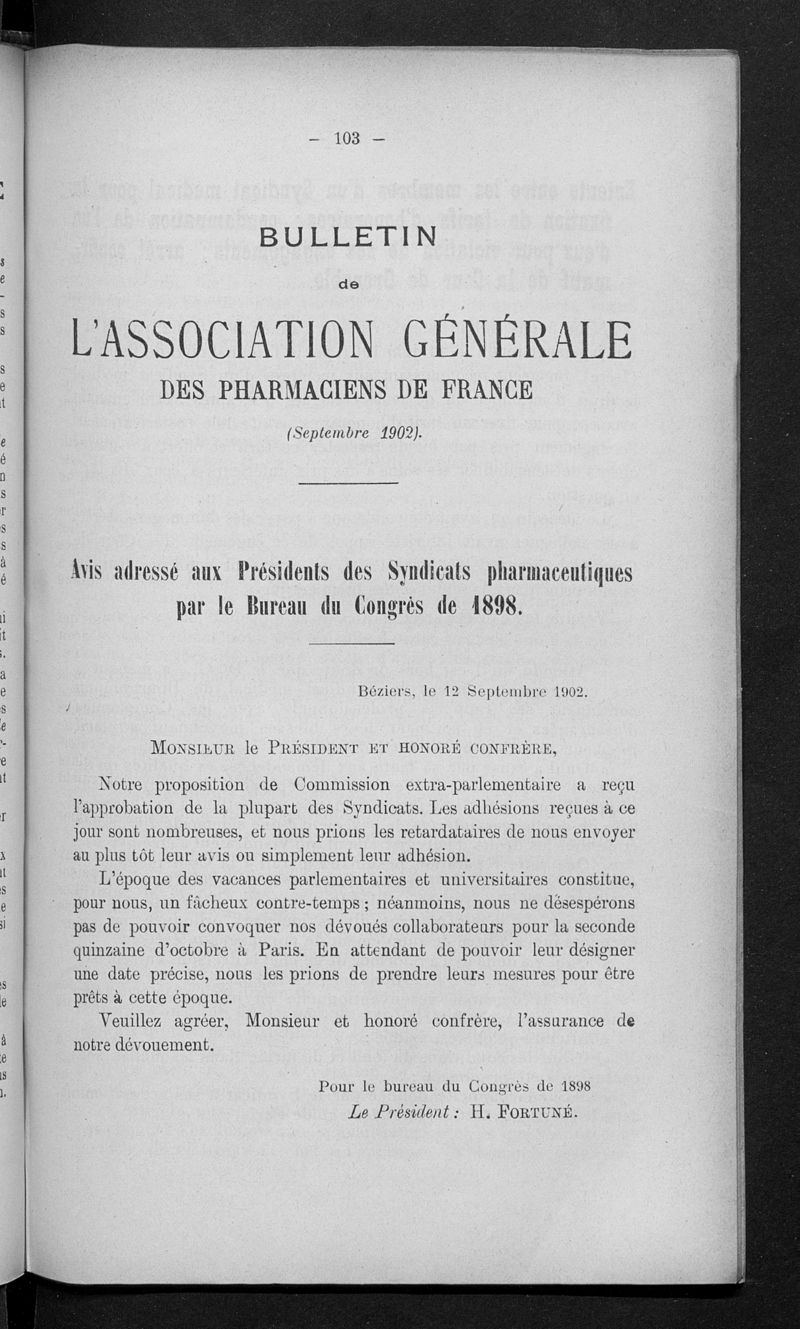 — 103 —
BULLETIN
de
L'ASSOCIATION GÉNÉRALE
DES PHARMACIENS DE FRANCE
(Septembre 1902).
Avis adressé aux Présidents des Syndicats pharmaceutiques
par le Bureau du Congrès de 1898.
Béziers, le 12 Septembre 1902.
MONSIEUR le PRÉSIDENT ET HONORÉ CONFRÈRE,
Notre proposition de Commission extra-parlementaire a reçu
l'approbation de la plupart des Syndicats. Les adhésions reçues à ce
jour sont nombreuses, et nous prions les retardataires de nous envoyer
au plus tôt leur avis ou simplement leur adhésion.
L'époque des vacances parlementaires et universitaires constitue,
pour nous, un fâcheux contre-temps ; néanmoins, nous ne désespérons
pas de pouvoir convoquer nos dévoués collaborateurs pour la seconde
quinzaine d'octobre à Paris. En attendant de pouvoir leur désigner
une date précise, nous les prions de prendre leurs mesures pour être
prêts à cette époque.
Veuillez agréer, Monsieur et honoré confrère, l'assurance de
notre dévouement.
Pour le bureau du Congrès de 1898
Le Président : H. FORTUNÉ.